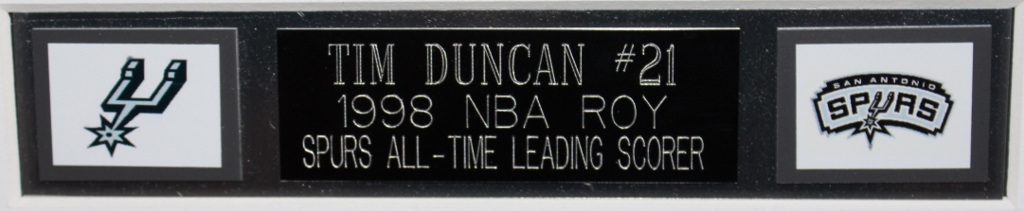 TIM DUNCAN #21
1998 NBA ROY
SPURS ALL-TIME LEADING SCORER
SAN ANTONIO
SPURS